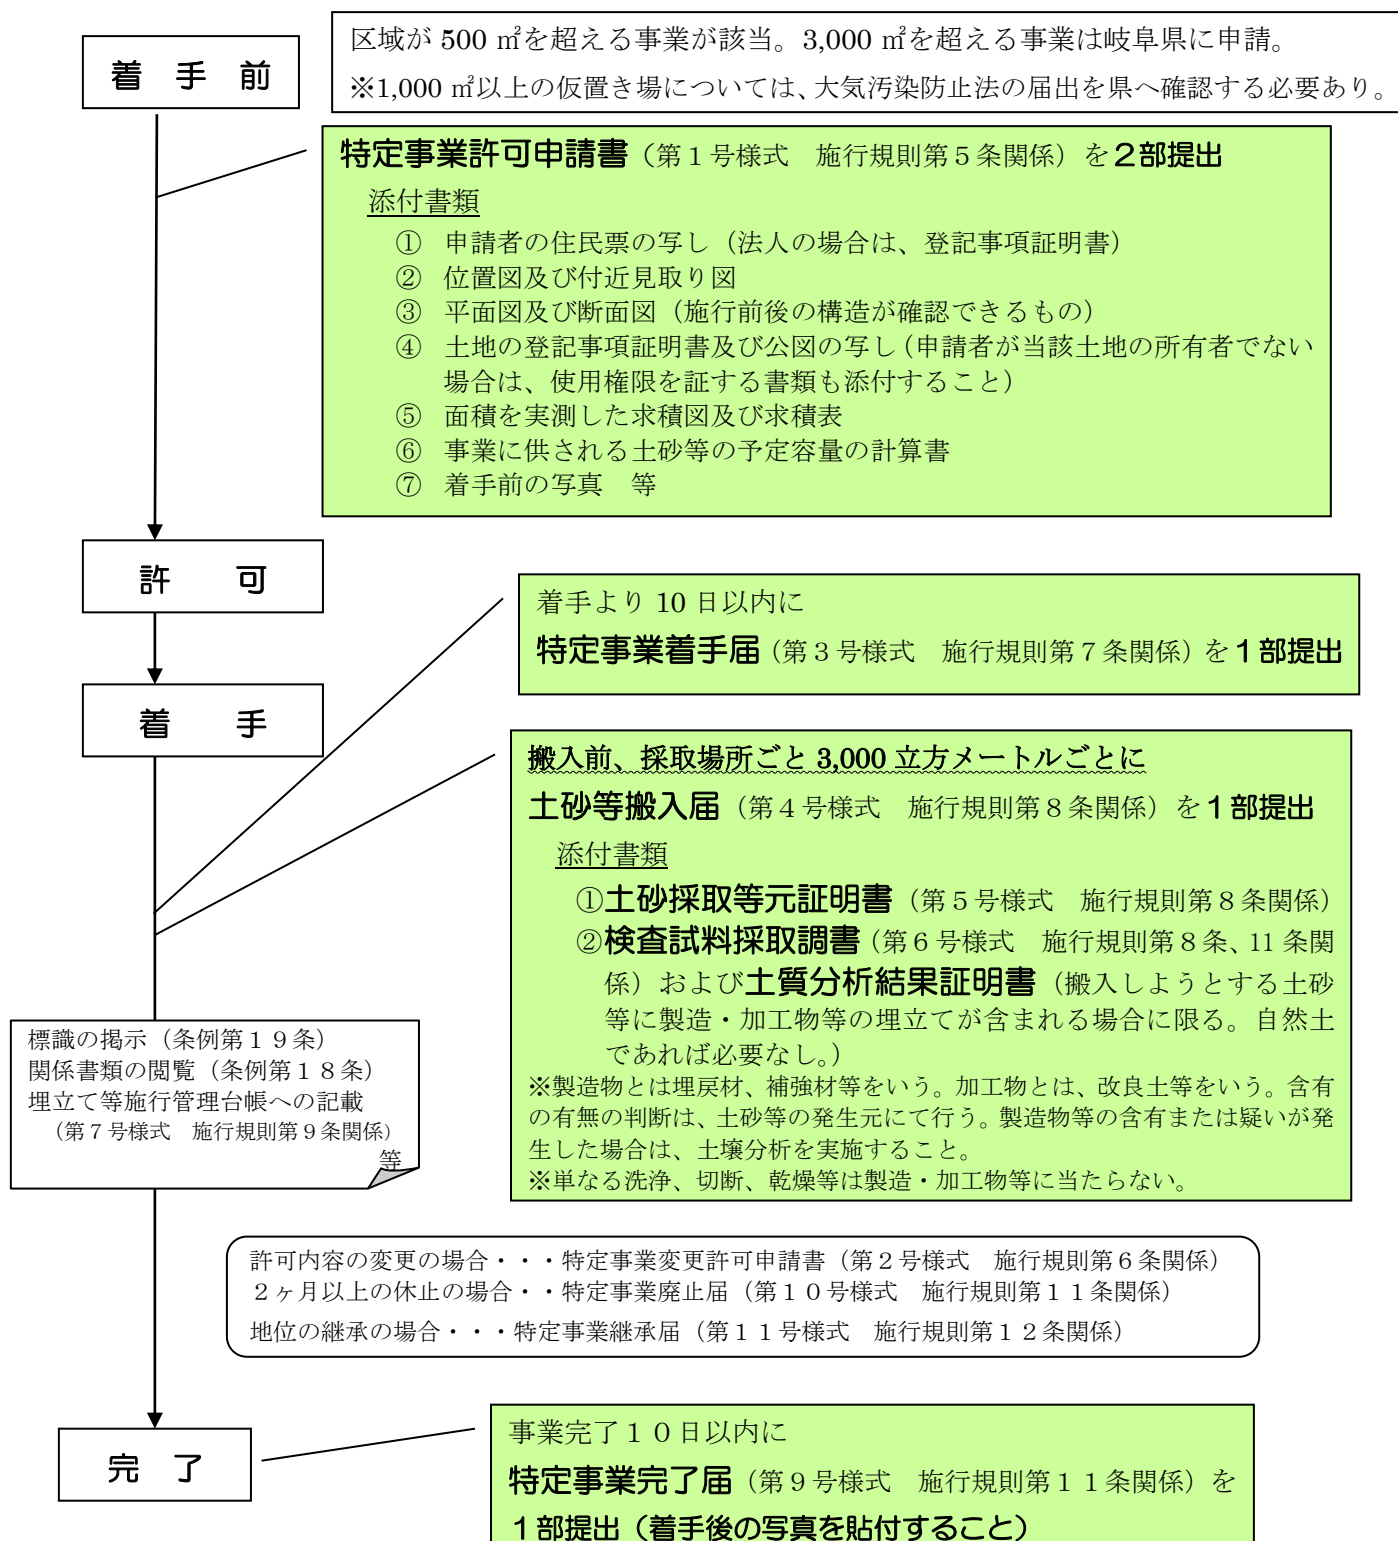 着 手 前
区域が 500 ㎡を超える事業が該当。3,000 ㎡を超える事業は岐阜県に申請。
※1,000 ㎡以上の仮置き場については、大気汚染防止法の届出を県へ確認する必要あり。
特定事業許可申請書（第１号様式　施行規則第５条関係）を２部提出
添付書類
①　申請者の住民票の写し（法人の場合は、登記事項証明書）
②　位置図及び付近見取り図
③　平面図及び断面図（施行前後の構造が確認できるもの）
④　土地の登記事項証明書及び公図の写し（申請者が当該土地の所有者でない
場合は、使用権限を証する書類も添付すること）
⑤　面積を実測した求積図及び求積表
⑥　事業に供される土砂等の予定容量の計算書
⑦　着手前の写真　等
許　可
着手より 10 日以内に
特定事業着手届（第３号様式　施行規則第７条関係）を１部提出
着　手
搬入前、採取場所ごと 3,000 立方メートルごとに
土砂等搬入届（第４号様式　施行規則第８条関係）を１部提出
添付書類
①土砂採取等元証明書（第５号様式　施行規則第８条関係）
②検査試料採取調書（第６号様式　施行規則第８条、11 条関
係）および土質分析結果証明書（搬入しようとする土砂
等に製造・加工物等の埋立てが含まれる場合に限る。自然土
であれば必要なし。）
※製造物とは埋戻材、補強材等をいう。加工物とは、改良土等をいう。含有
の有無の判断は、土砂等の発生元にて行う。製造物等の含有または疑いが発
生した場合は、土壌分析を実施すること。
※単なる洗浄、切断、乾燥等は製造・加工物等に当たらない。
標識の掲示（条例第１９条）
関係書類の閲覧（条例第１８条）
埋立て等施行管理台帳への記載
（第７号様式　施行規則第９条関係）
等
許可内容の変更の場合・・・特定事業変更許可申請書（第２号様式　施行規則第６条関係）
２ヶ月以上の休止の場合・・特定事業廃止届（第１０号様式　施行規則第１１条関係）
地位の継承の場合・・・特定事業継承届（第１１号様式　施行規則第１２条関係）
完 了
事業完了１０日以内に
特定事業完了届（第９号様式　施行規則第１１条関係）を
１部提出（着手後の写真を貼付すること）